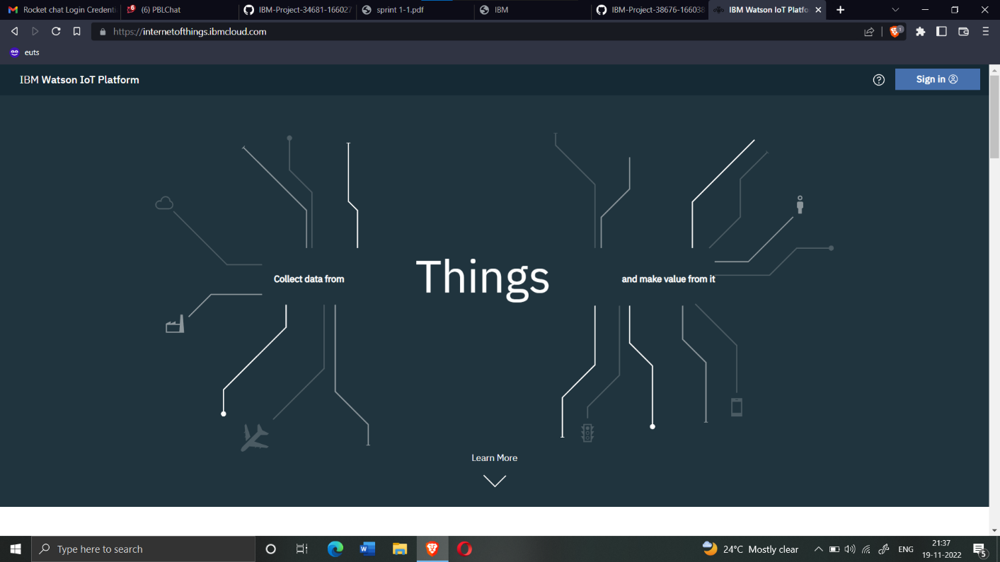 Rocket chat Login Credenti
6 (6) PBLChat
IBM-Project-34681-166027
sprint 1-1.pdf
IBM
IBM-Project-38676-166038
IBM Watson IoT Platfo
https://internetofthings.ibmcloud.com
1
euts
IBM Watson IoT Platform
? Sign in
Collect data from
Things
and make value from it
Learn More
Type here to search
24°C Mostly clear
ENG
21:37
19-11-2022
5